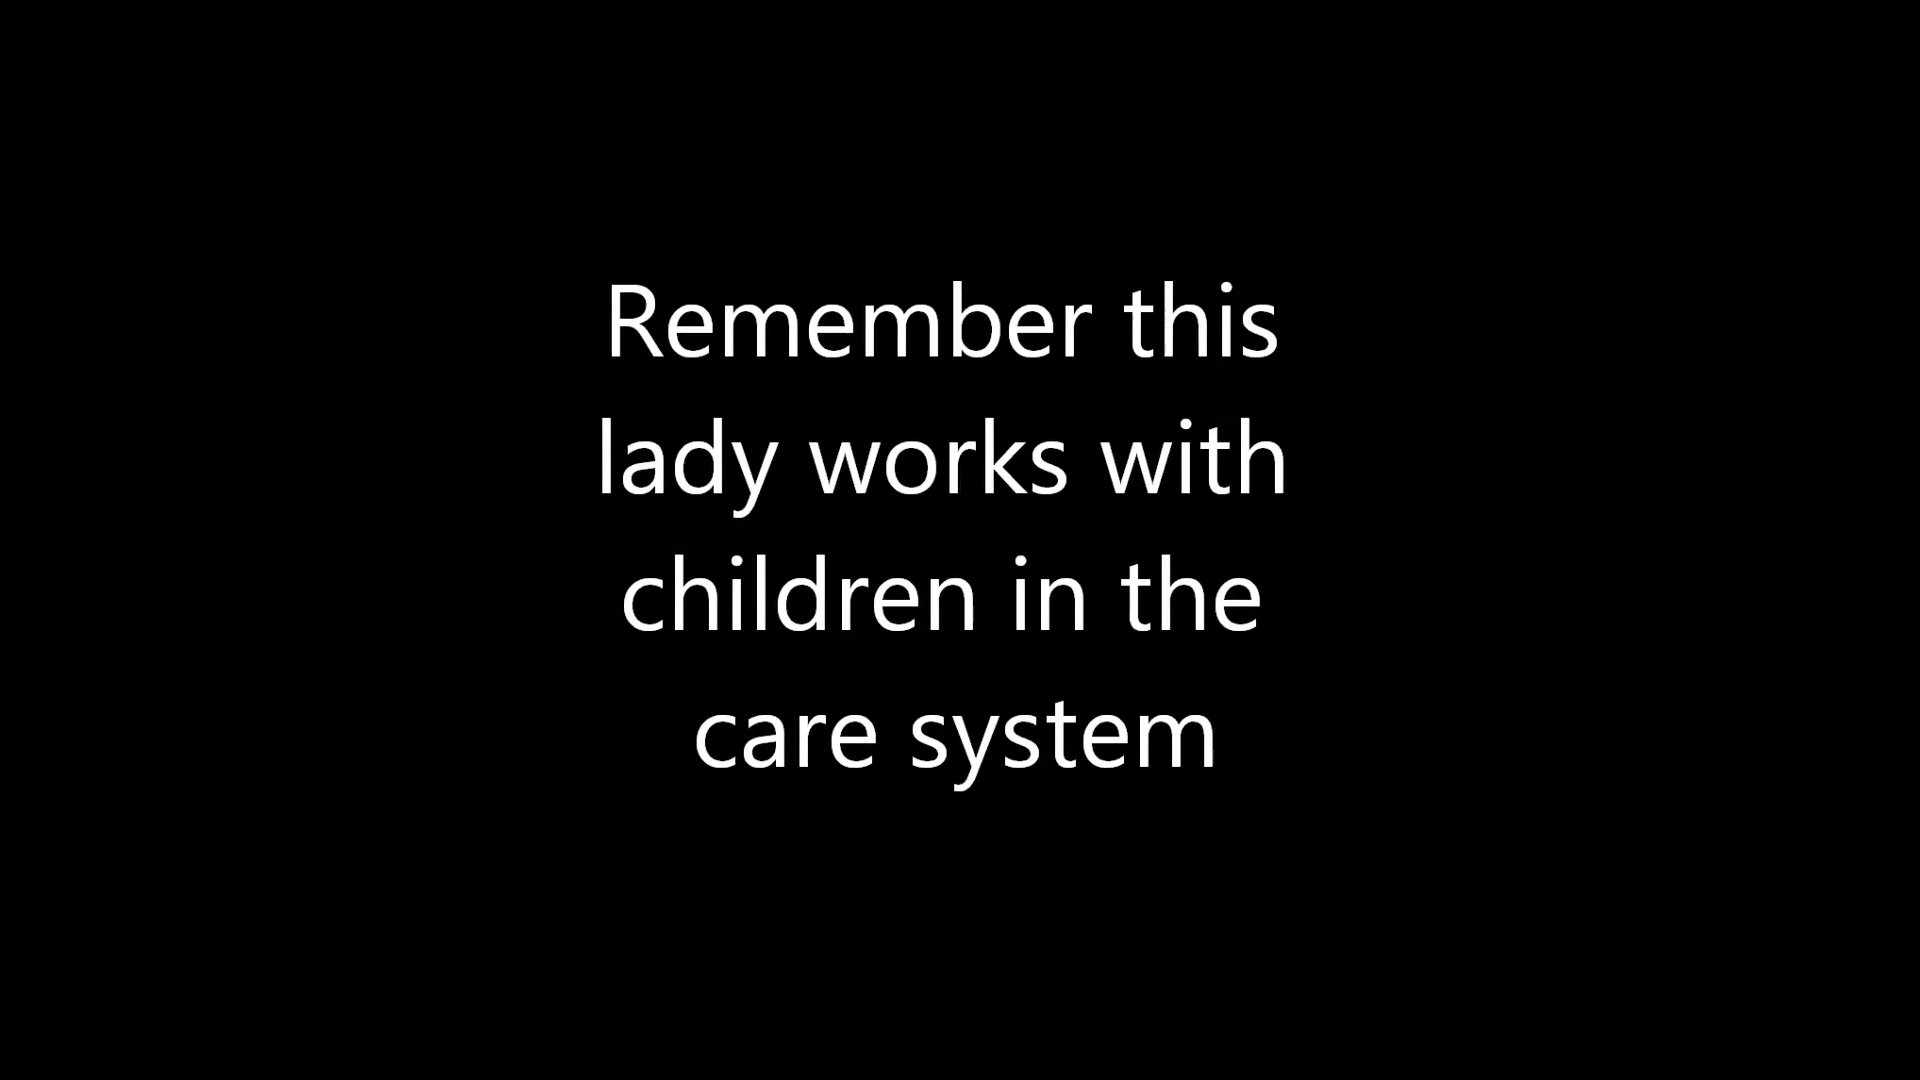 Remember this
lady works with
children in the
care system